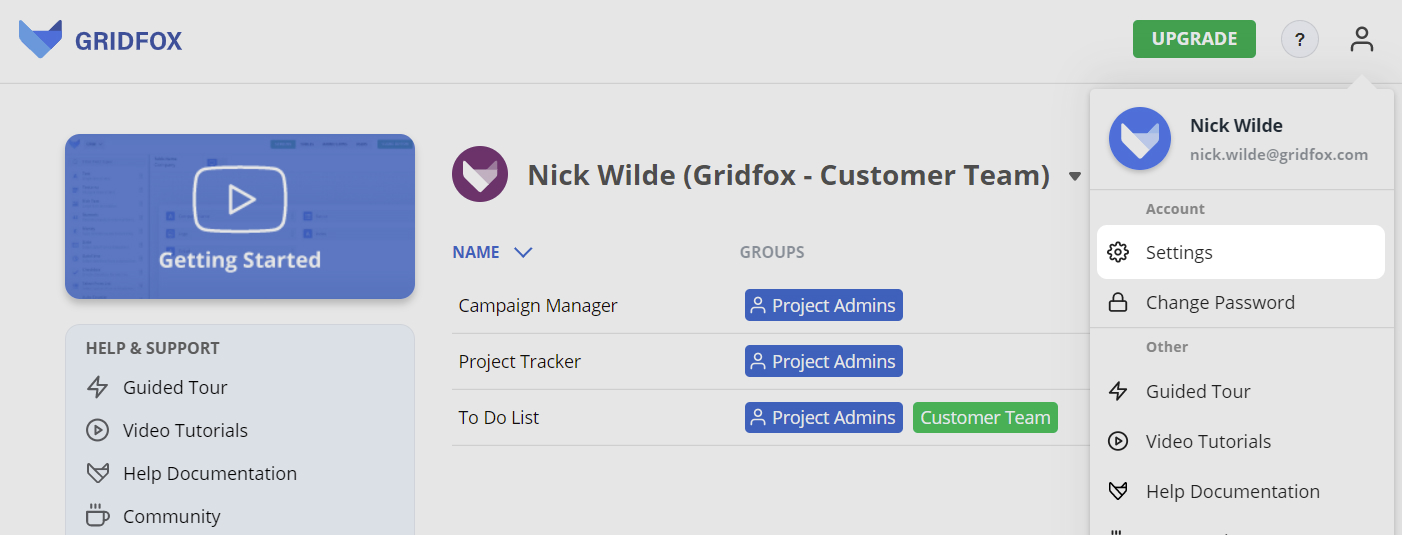 GRIDFOX
UPGRADE
?
Getting Started
HELP & SUPPORT
Guided Tour
Video Tutorials
Help Documentation
Community
Nick Wilde (Gridfox - Customer Team)
NAME GROUPS
Campaign Manager Project Admins
Project Tracker Project Admins
To Do List Project Admins Customer Team
Nick Wilde
nick.wilde@gridfox.com
Account
Settings
Change Password
Other
Guided Tour
Video Tutorials
Help Documentation